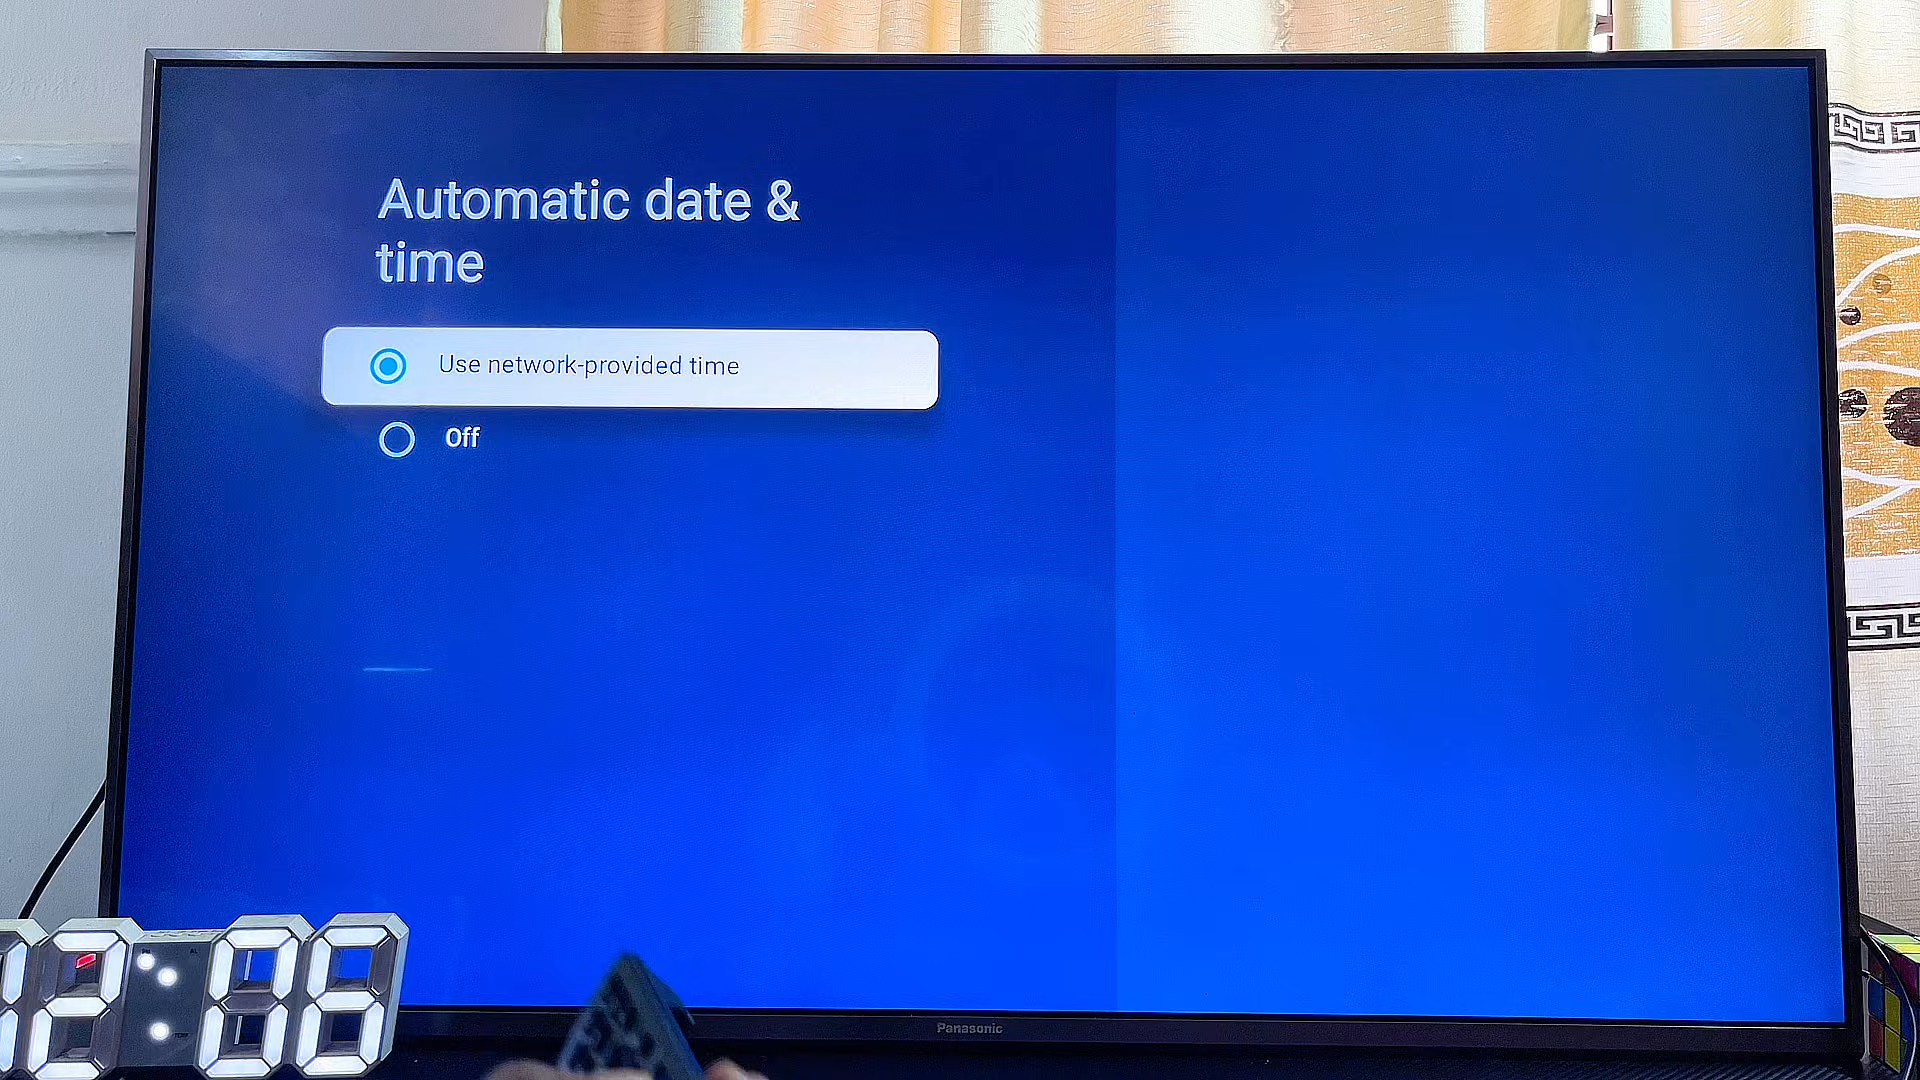 Automatic date &
time
Use network-provided time
Off
Panasonic